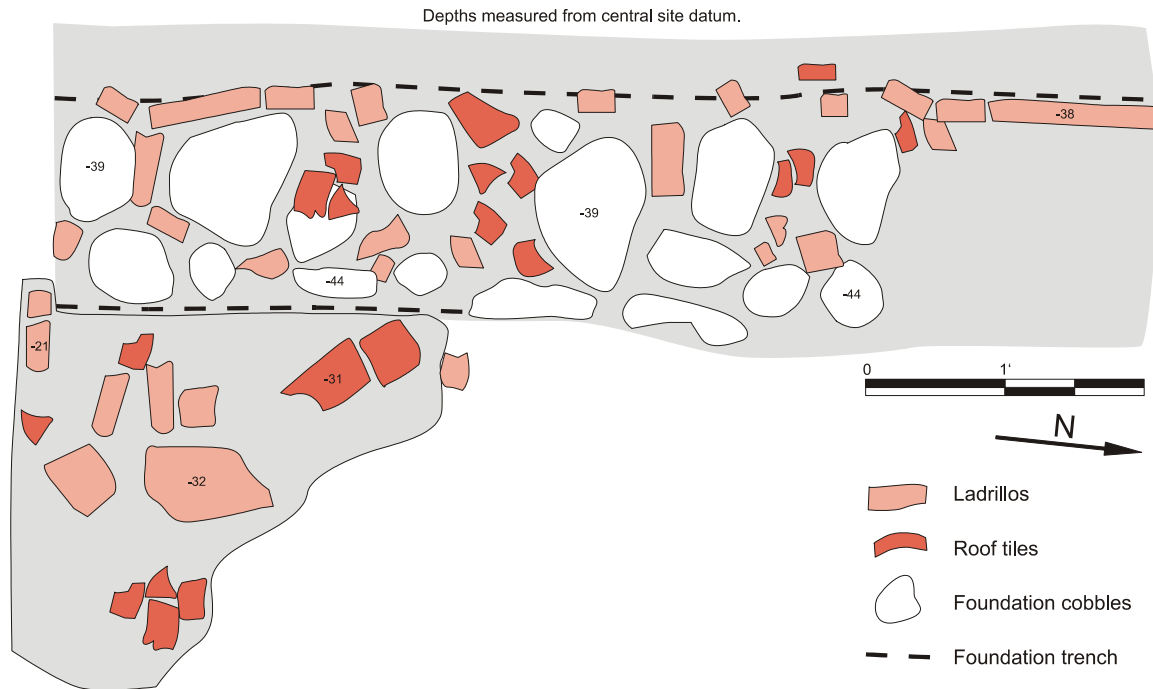 Depths measured from central site datum.
-38
-39
-39
-44
-44
-21
-31
-32
0 1'
N
Ladrillos
Roof tiles
Foundation cobbles
Foundation trench